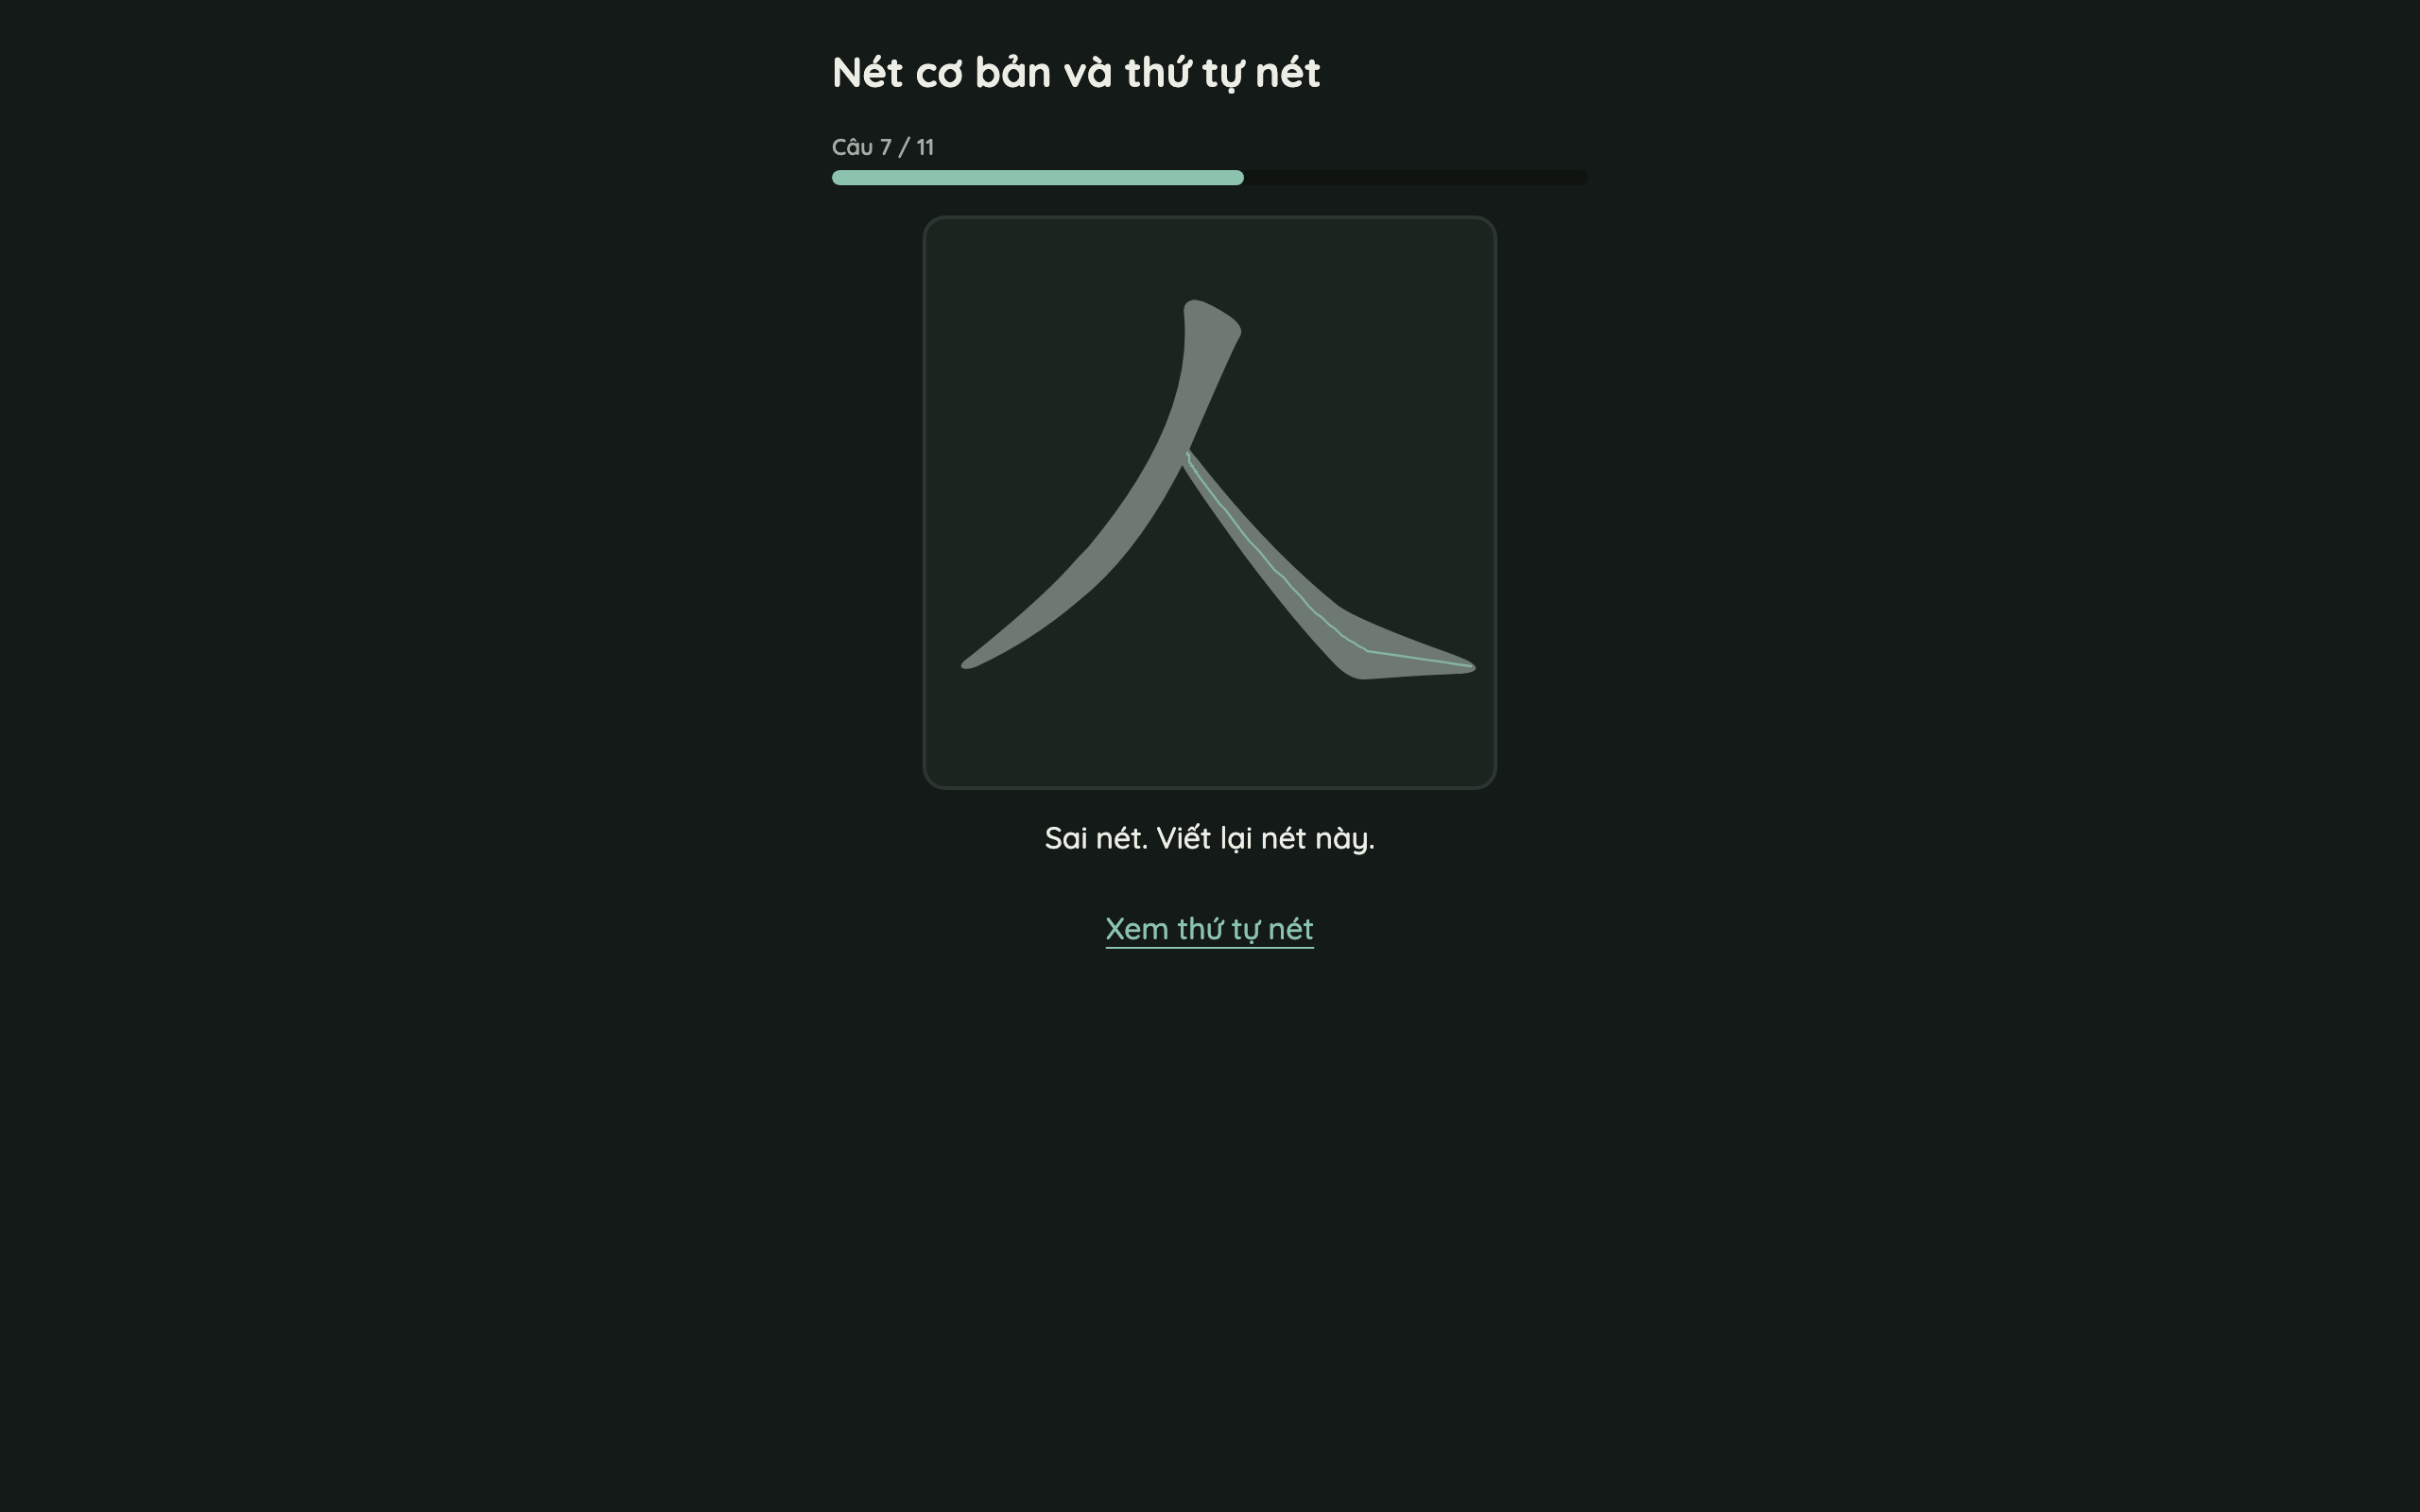 Nét cơ bản và thứ tự nét
Câu 7 / 11
人
Sai nét. Viết lại nét này.
Xem thứ tự nét